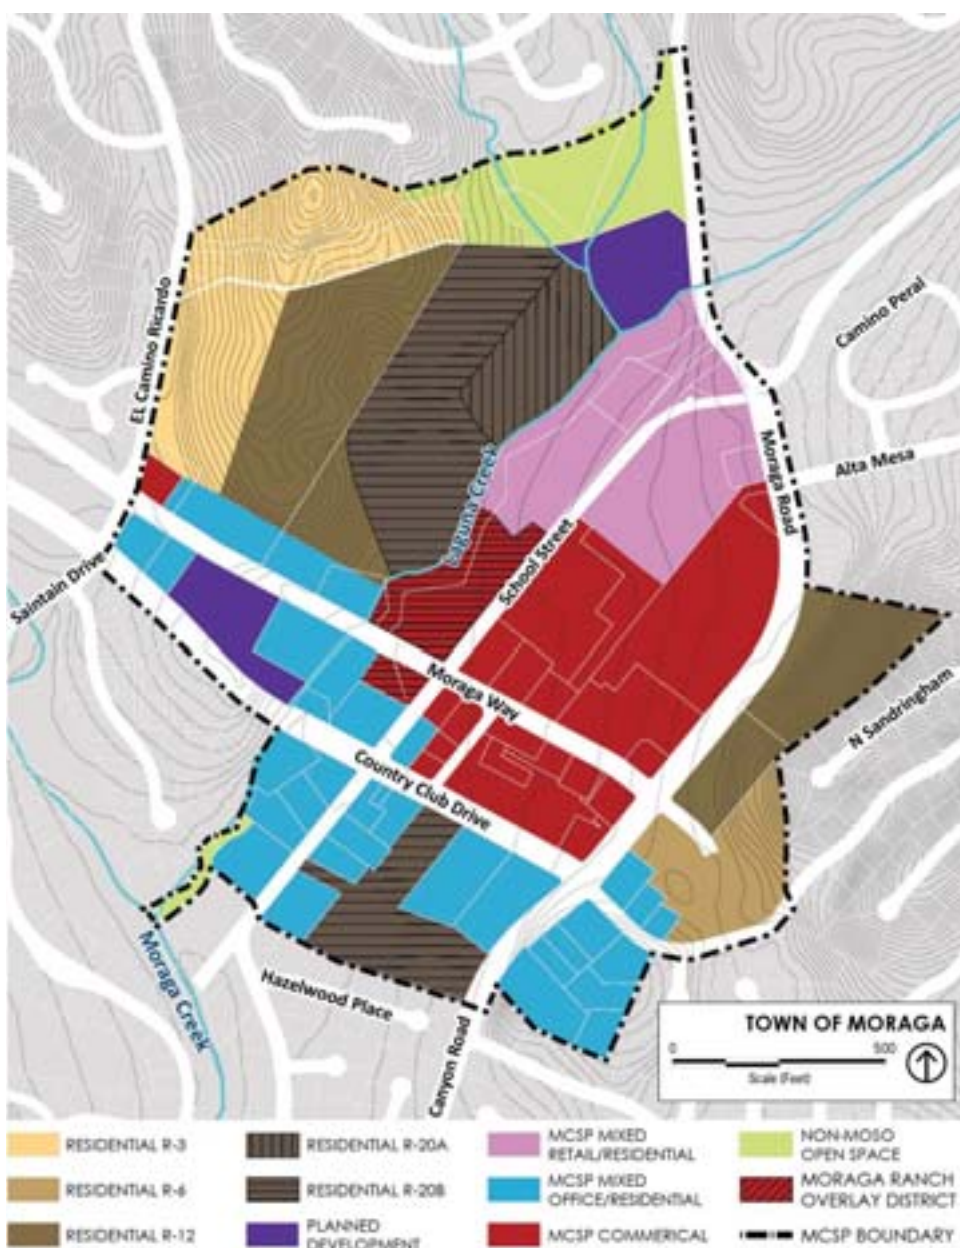 Camino Peral
EL Camino Ricardo
Alta Mesa
Moraga Road
Laguna Creek
School Street
Saintain Drive
Moraga Way
N Sandringham
Country Club Drive
Moraga Creek
Hazelwood Place
Canyon Road
TOWN OF MORAGA
0 500
Scale (Feet)
RESIDENTIAL R-3
RESIDENTIAL R-6
RESIDENTIAL R-12
RESIDENTIAL R-20A
RESIDENTIAL R-20B
PLANNED
DEVELOPMENT
MCSP MIXED
RETAIL/RESIDENTIAL
MCSP MIXED
OFFICE/RESIDENTIAL
MCSP COMMERICAL
NON-MOSO
OPEN SPACE
MORAGA RANCH
OVERLAY DISTRICT
MCSP BOUNDARY